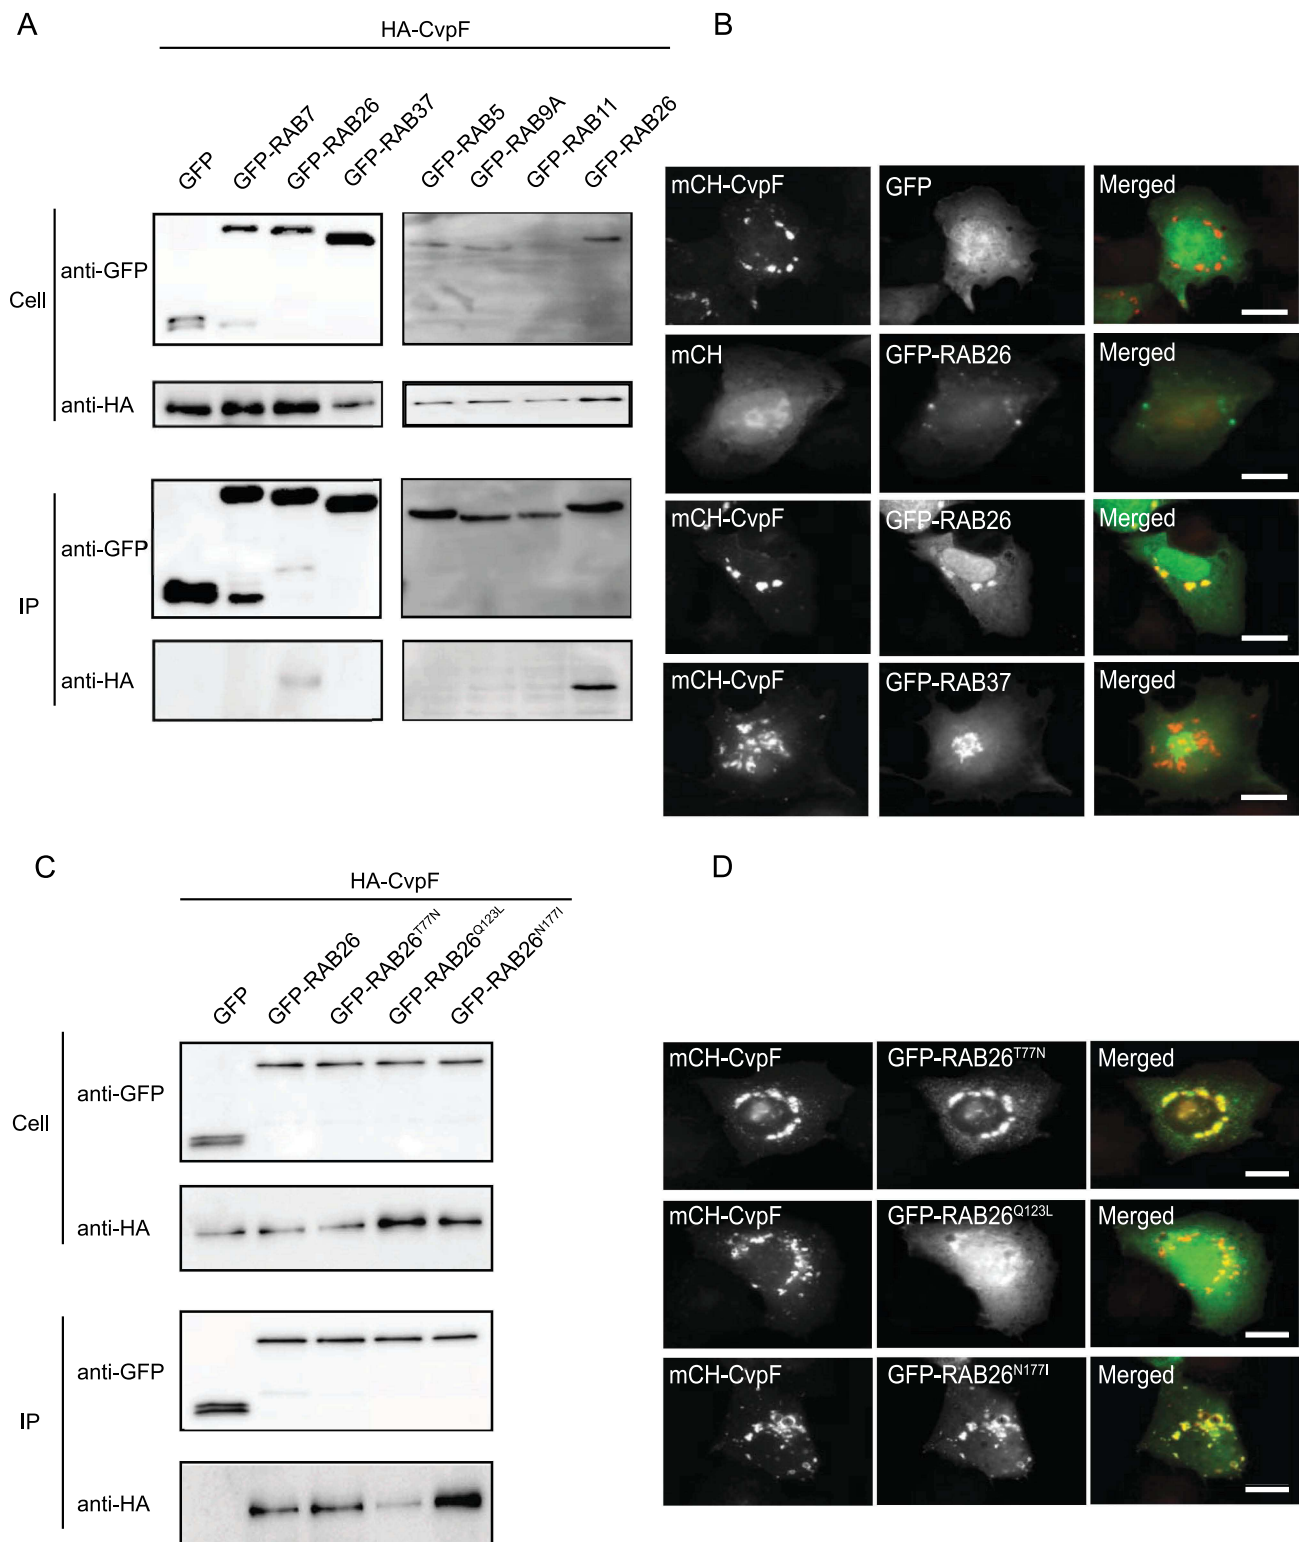 A
HA-CvpF
GFP
GFP-RAB7
GFP-RAB26
GFP-RAB37
GFP-RAB5
GFP-RAB9A
GFP-RAB11
GFP-RAB26
Cell
anti-GFP
anti-HA
IP
anti-GFP
anti-HA
B
mCH-CvpF
GFP
Merged
mCH
GFP-RAB26
Merged
mCH-CvpF
GFP-RAB26
Merged
mCH-CvpF
GFP-RAB37
Merged
C
HA-CvpF
GFP
GFP-RAB26
GFP-RAB26T77N
GFP-RAB26Q123L
GFP-RAB26N177I
Cell
anti-GFP
anti-HA
IP
anti-GFP
anti-HA
D
mCH-CvpF
GFP-RAB26T77N
Merged
mCH-CvpF
GFP-RAB26Q123L
Merged
mCH-CvpF
GFP-RAB26N177I
Merged